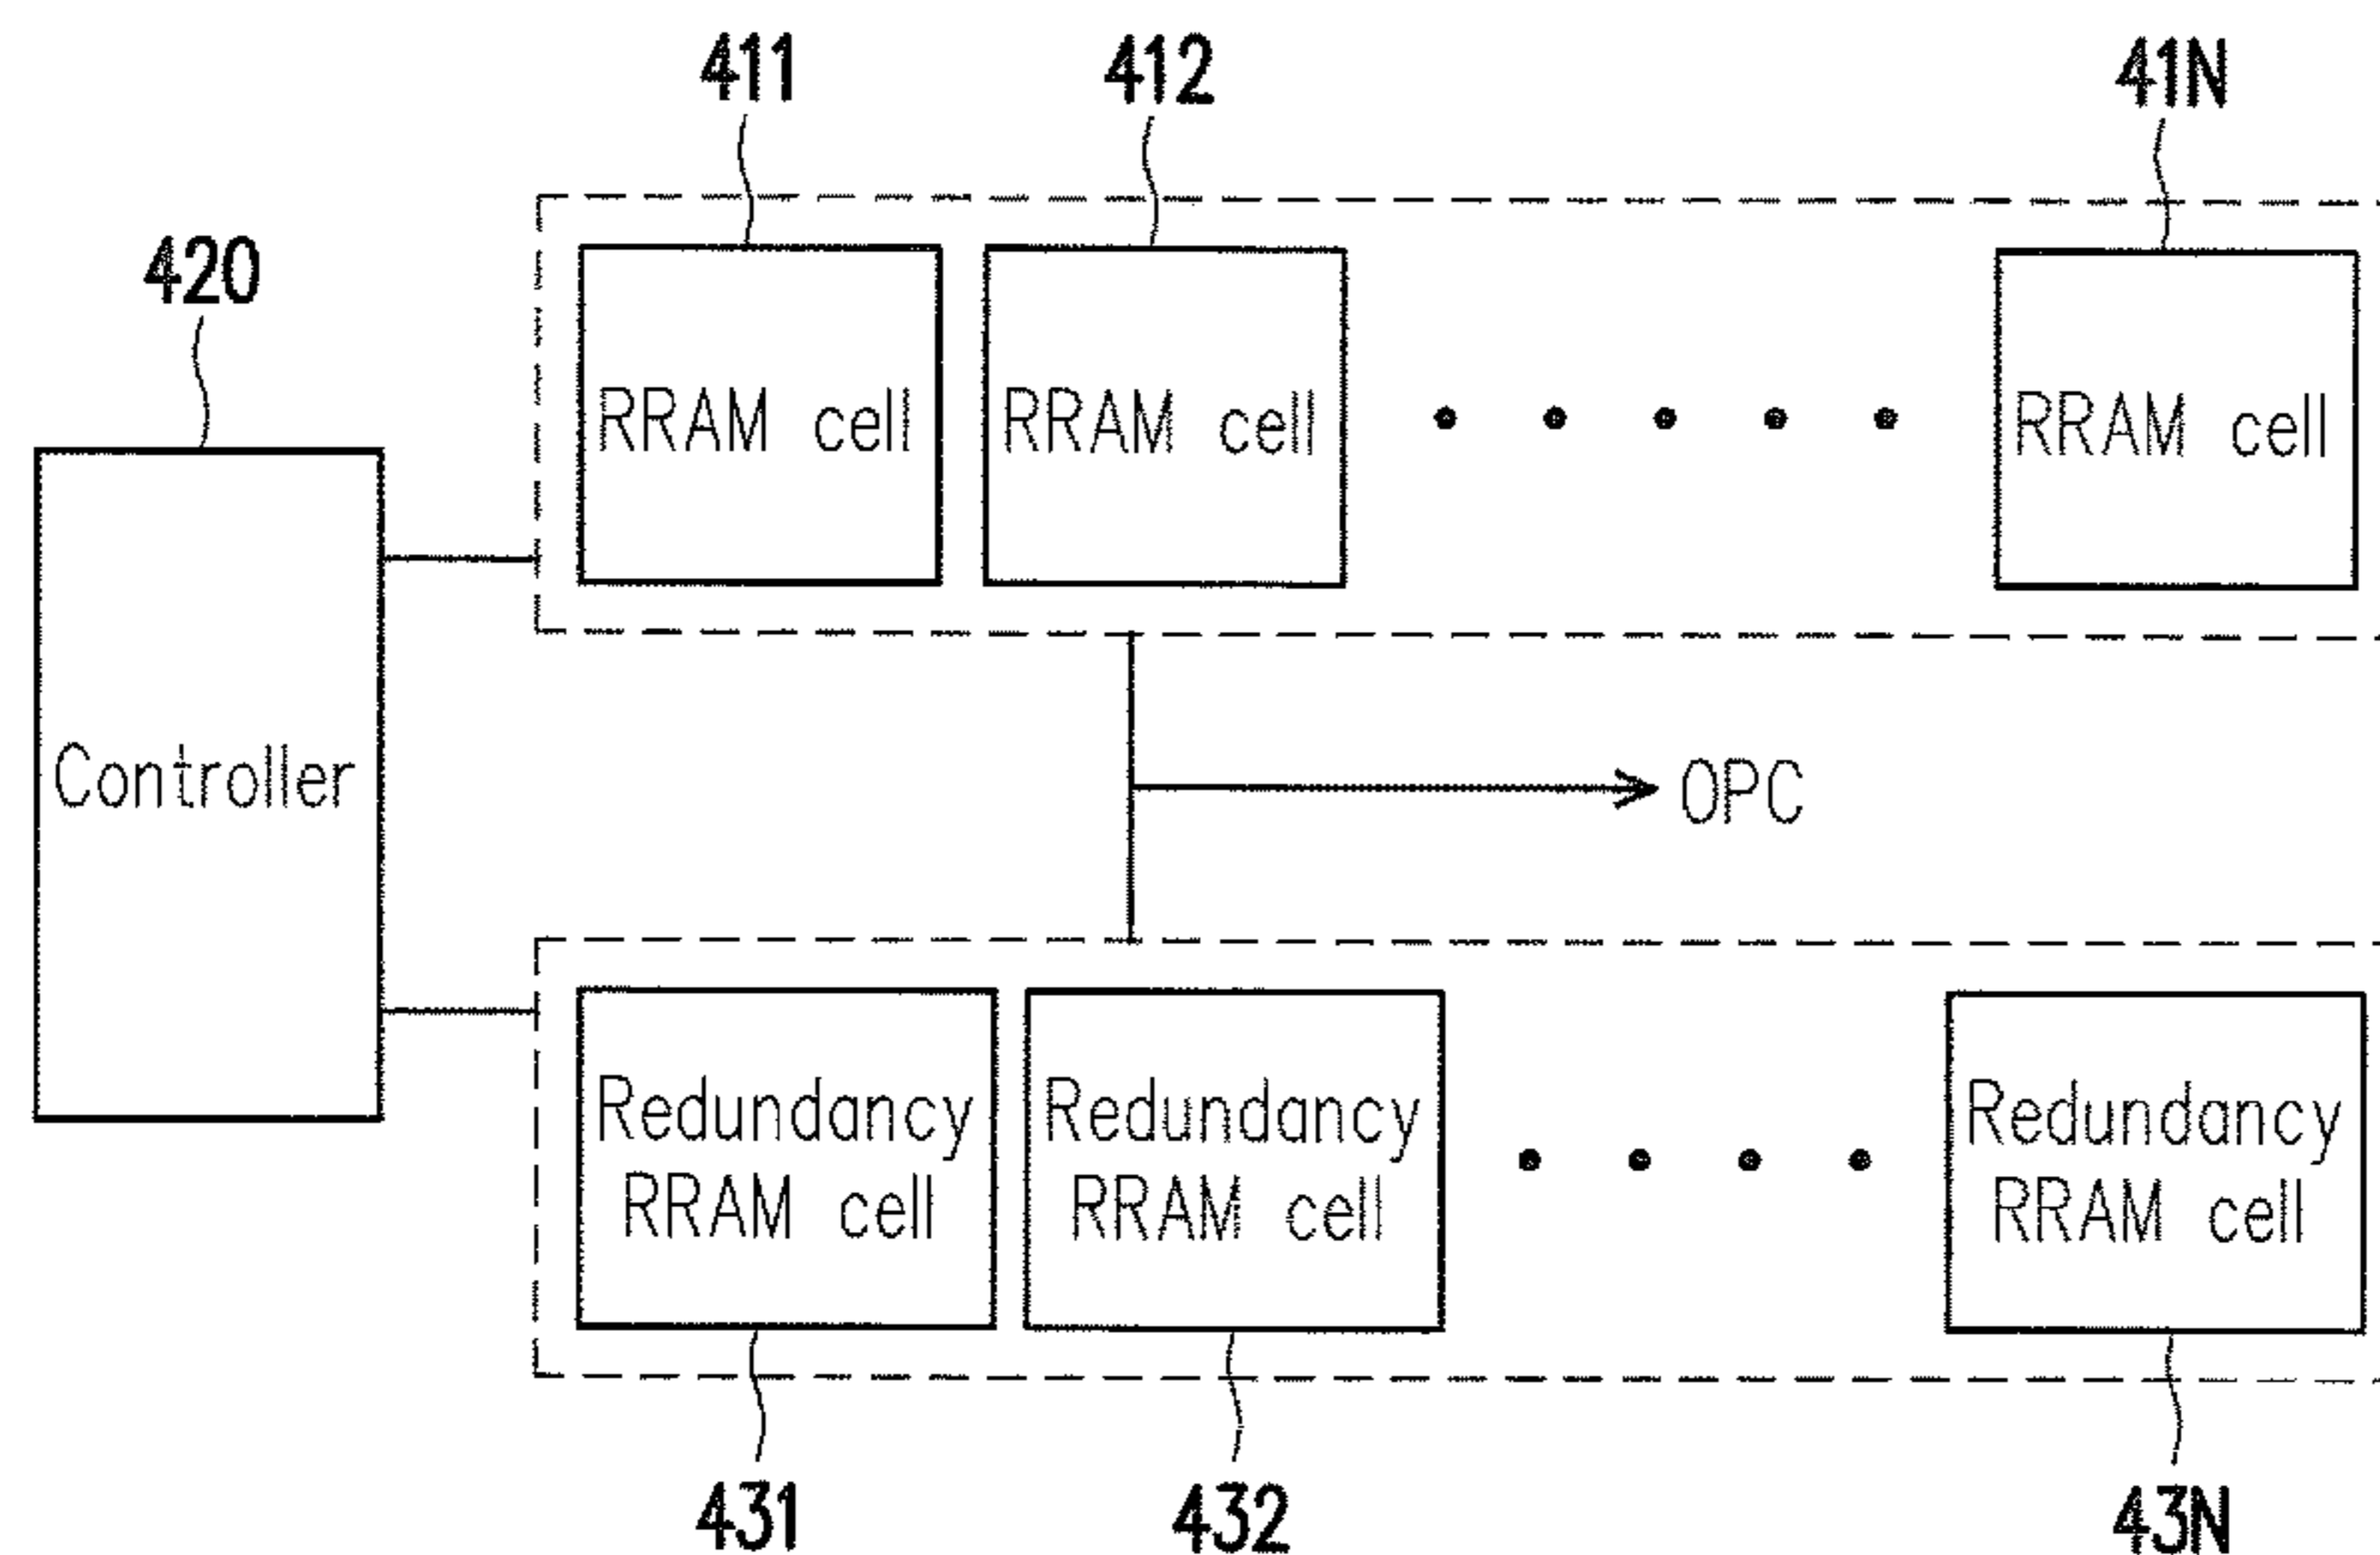 411 412 41N
420
RRAM cell RRAM cell RRAM cell
Controller
OPC
Redundancy Redundancy Redundancy
RRAM cell RRAM cell RRAM cell
431 432 43N